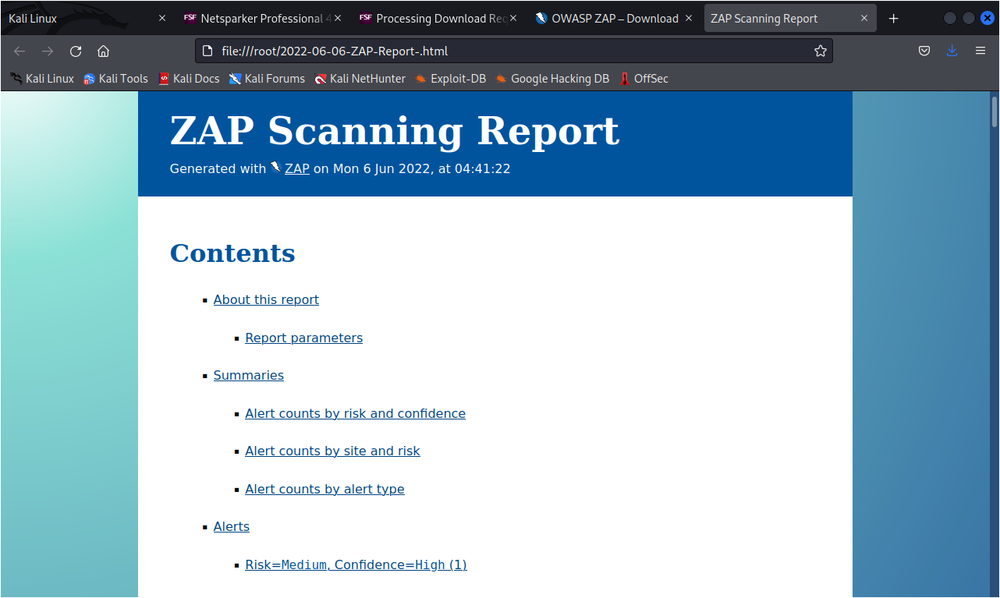 Kali Linux
Netsparker Professional 4
Processing Download Req
OWASP ZAP – Download
ZAP Scanning Report
file:///root/2022-06-06-ZAP-Report-.html
Kali Linux
Kali Tools
Kali Docs
Kali Forums
Kali NetHunter
Exploit-DB
Google Hacking DB
OffSec
ZAP Scanning Report
Generated with ZAP on Mon 6 Jun 2022, at 04:41:22
Contents
About this report
Report parameters
Summaries
Alert counts by risk and confidence
Alert counts by site and risk
Alert counts by alert type
Alerts
Risk=Medium, Confidence=High (1)